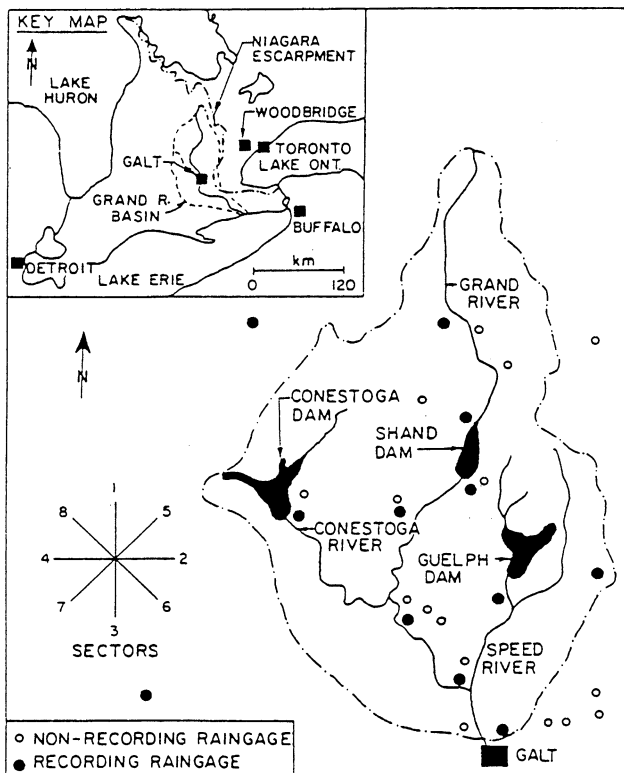 KEY MAP
N
LAKE
HURON
NIAGARA
ESCARPMENT
WOODBRIDGE
TORONTO
LAKE ONT.
GALT
GRAND R.
BASIN
BUFFALO
DETROIT
LAKE ERIE
km
0 120
N
GRAND
RIVER
CONESTOGA
DAM
SHAND
DAM
CONESTOGA
RIVER
GUELPH
DAM
1
8 5
4 2
7 6
3
SECTORS
SPEED
RIVER
GALT
NON-RECORDING RAINGAGE
RECORDING RAINGAGE